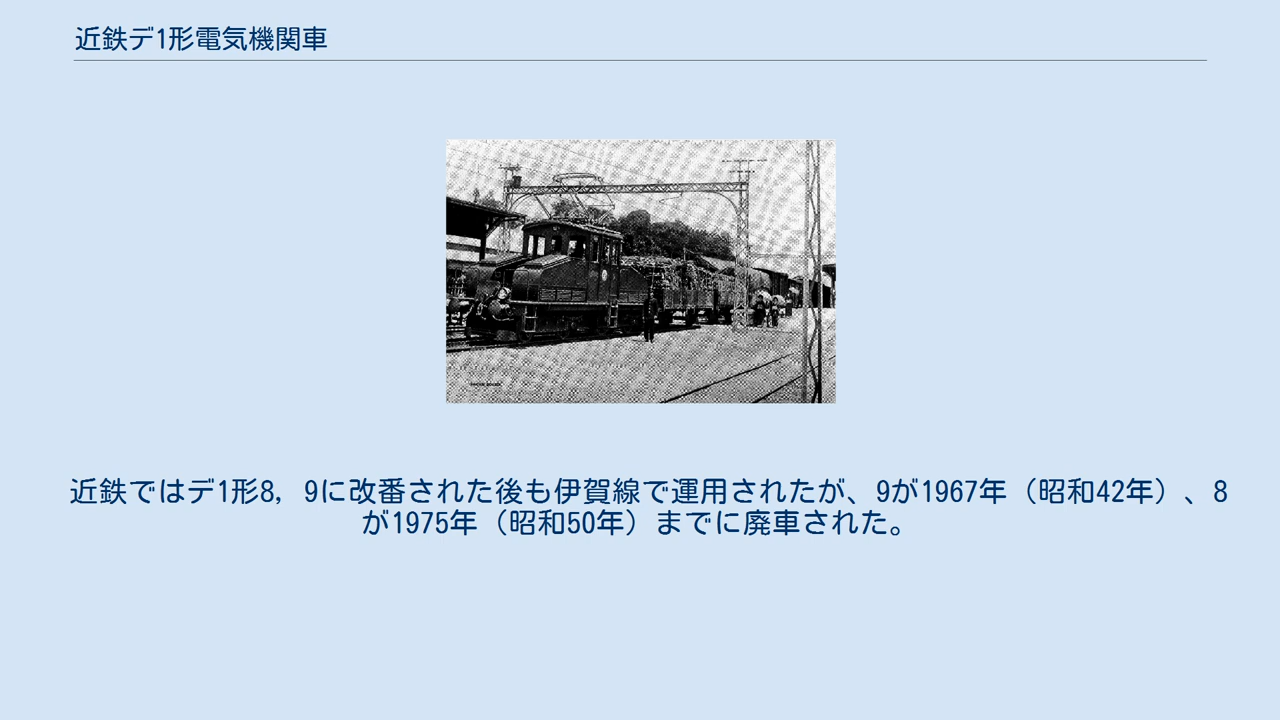 近鉄デ1形電気機関車
近鉄ではデ1形8，9に改番された後も伊賀線で運用されたが、9が1967年（昭和42年）、8
が1975年（昭和50年）までに廃車された。